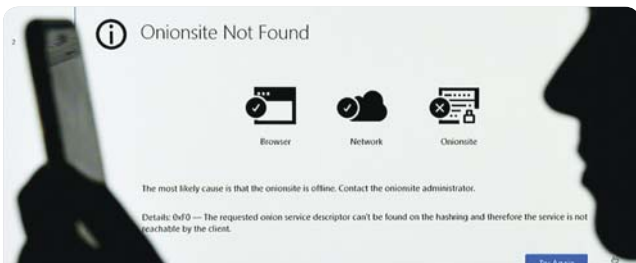 Onionsite Not Found
Browser Network Onionsite
The most likely cause is that the onionsite is offline. Contact the onionsite administrator.
Details: 0xF0 — The requested onion service descriptor can't be found on the hashring and therefore the service is not
reachable by the client.
Try Again